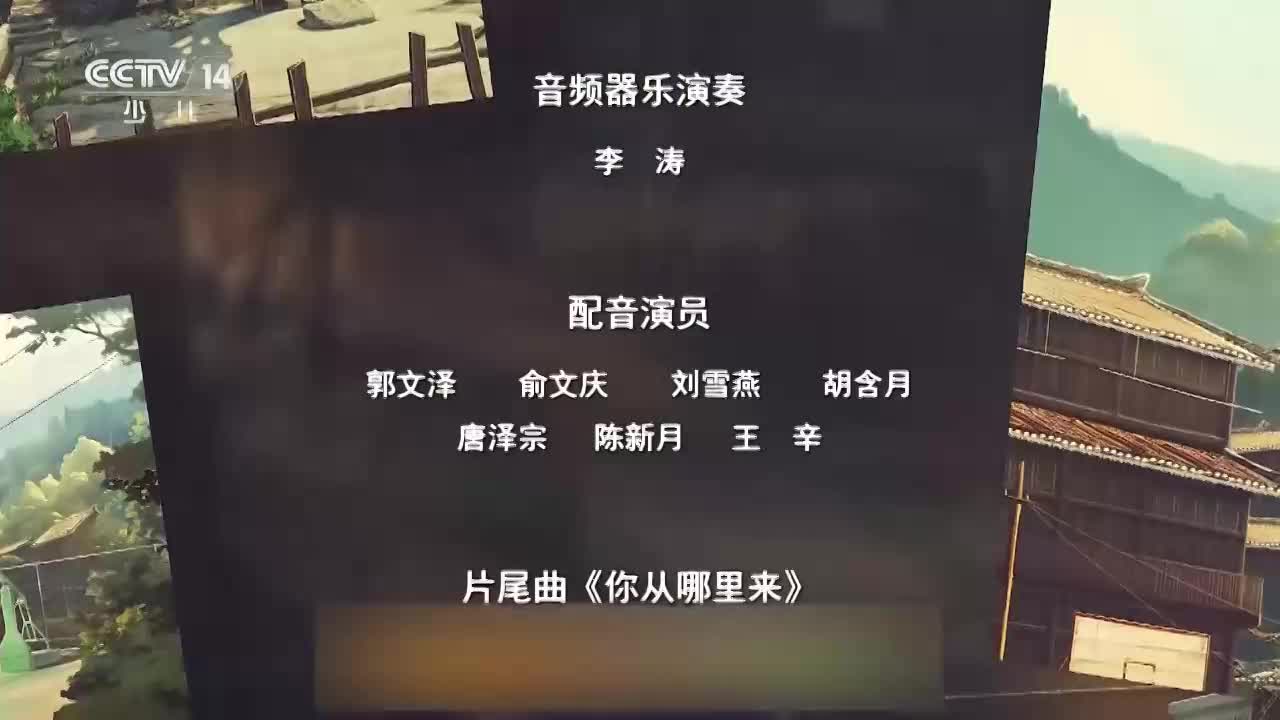 CCTV 14
少儿
音频器乐演奏
李 涛
配音演员
郭文泽 俞文庆 刘雪燕 胡含月
唐泽宗 陈新月 王 辛
片尾曲《你从哪里来》